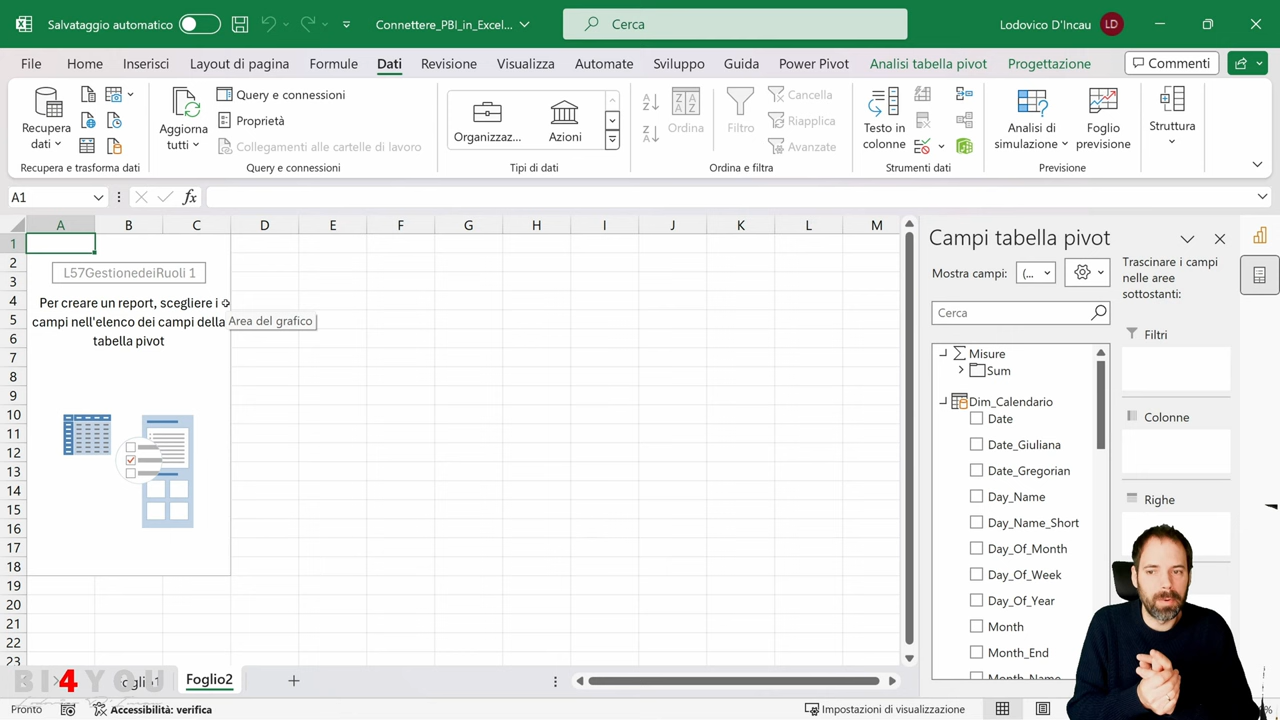 Salvataggio automatico
Connettere_PBI_in_Excel...
Cerca
Lodovico D'Incau
LD
File
Home
Inserisci
Layout di pagina
Formule
Dati
Revisione
Visualizza
Automate
Sviluppo
Guida
Power Pivot
Analisi tabella pivot
Progettazione
Commenti
Recupera
dati
Recupera e trasforma dati
Aggiorna
tutti
Query e connessioni
Proprietà
Collegamenti alle cartelle di lavoro
Query e connessioni
Organizzaz...
Azioni
Tipi di dati
Ordina
Filtro
Cancella
Riapplica
Avanzate
Ordina e filtra
Testo in
colonne
Strumenti dati
Analisi di
simulazione
Foglio
previsione
Previsione
Struttura
A1
fx
A B C D E F G H I J K L M
1
2
3
4
5
6
7
8
9
10
11
12
13
14
15
16
17
18
19
20
21
22
23
L57GestionedeiRuoli 1
Per creare un report, scegliere i
campi nell'elenco dei campi della
tabella pivot
Area del grafico
Campi tabella pivot
Mostra campi:
(...
Cerca
Misure
Sum
Dim_Calendario
Date
Date_Giuliana
Date_Gregorian
Day_Name
Day_Name_Short
Day_Of_Month
Day_Of_Week
Day_Of_Year
Month
Month_End
Month_Name
Trascinare i campi
nelle aree
sottostanti:
Filtri
Colonne
Righe
BI4YOU
Foglio2
Pronto
Accessibilità: verifica
Impostazioni di visualizzazione